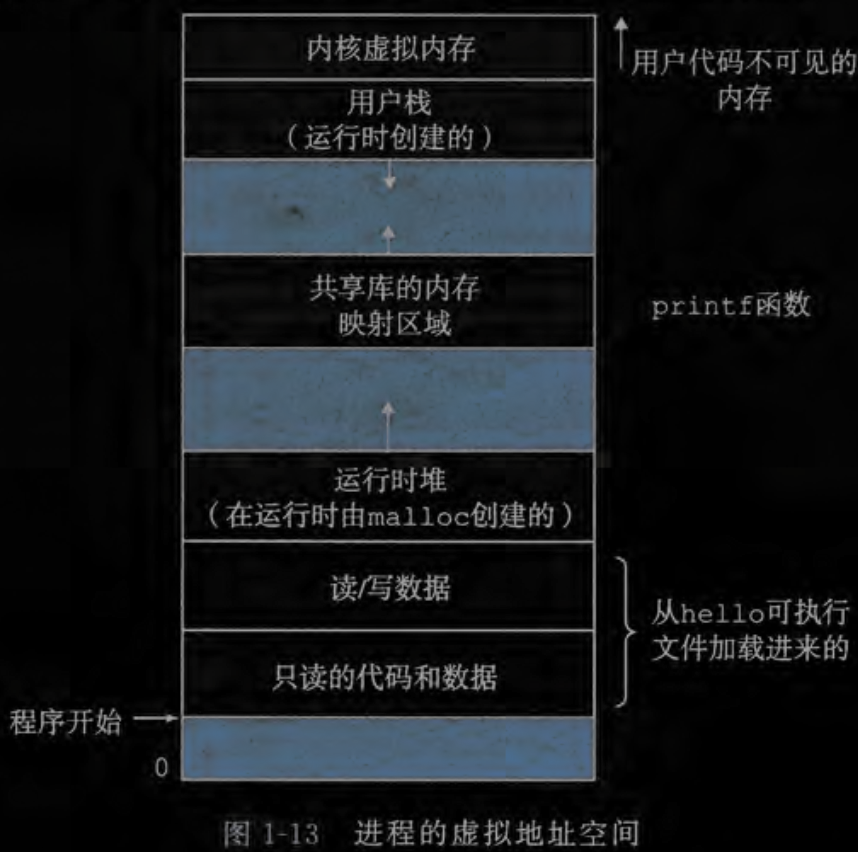 内核虚拟内存
用户代码不可见的
内存
用户栈
（运行时创建的）
共享库的内存
映射区域
printf函数
运行时堆
（在运行时由malloc创建的）
读/写数据
从hello可执行
文件加载进来的
只读的代码和数据
程序开始
0
图 1-13 进程的虚拟地址空间